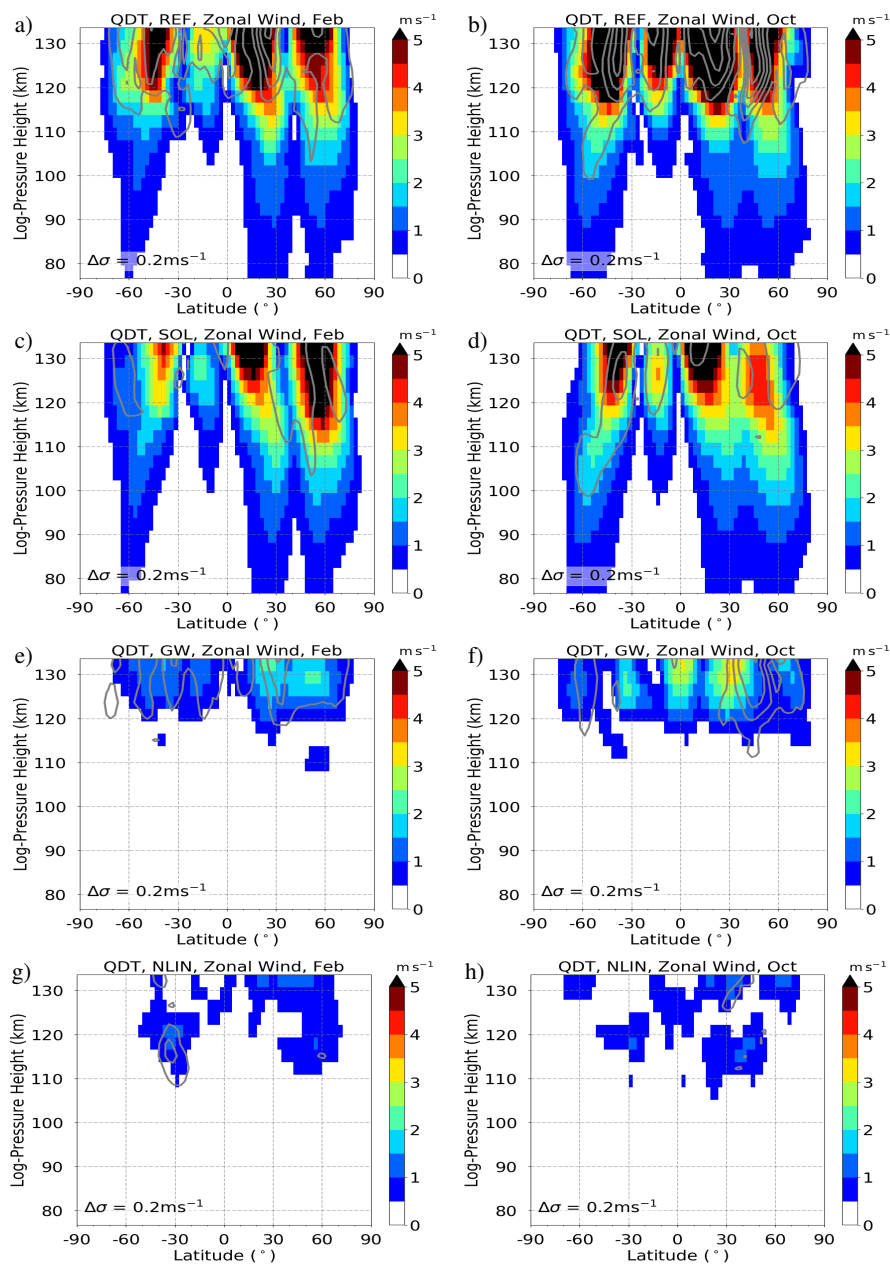 a) QDT, REF, Zonal Wind, Feb
m s⁻¹
Log-Pressure Height (km)
130
120
110
100
90
80
Δσ = 0.2ms⁻¹
-90 -60 -30 0 30 60 90
Latitude (°)
5
4
3
2
1
0
b) QDT, REF, Zonal Wind, Oct
m s⁻¹
Log-Pressure Height (km)
130
120
110
100
90
80
Δσ = 0.2ms⁻¹
-90 -60 -30 0 30 60 90
Latitude (°)
5
4
3
2
1
0
c) QDT, SOL, Zonal Wind, Feb
m s⁻¹
Log-Pressure Height (km)
130
120
110
100
90
80
Δσ = 0.2ms⁻¹
-90 -60 -30 0 30 60 90
Latitude (°)
5
4
3
2
1
0
d) QDT, SOL, Zonal Wind, Oct
m s⁻¹
Log-Pressure Height (km)
130
120
110
100
90
80
Δσ = 0.2ms⁻¹
-90 -60 -30 0 30 60 90
Latitude (°)
5
4
3
2
1
0
e) QDT, GW, Zonal Wind, Feb
m s⁻¹
Log-Pressure Height (km)
130
120
110
100
90
80
Δσ = 0.2ms⁻¹
-90 -60 -30 0 30 60 90
Latitude (°)
5
4
3
2
1
0
f) QDT, GW, Zonal Wind, Oct
m s⁻¹
Log-Pressure Height (km)
130
120
110
100
90
80
Δσ = 0.2ms⁻¹
-90 -60 -30 0 30 60 90
Latitude (°)
5
4
3
2
1
0
g) QDT, NLIN, Zonal Wind, Feb
m s⁻¹
Log-Pressure Height (km)
130
120
110
100
90
80
Δσ = 0.2ms⁻¹
-90 -60 -30 0 30 60 90
Latitude (°)
5
4
3
2
1
0
h) QDT, NLIN, Zonal Wind, Oct
m s⁻¹
Log-Pressure Height (km)
130
120
110
100
90
80
Δσ = 0.2ms⁻¹
-90 -60 -30 0 30 60 90
Latitude (°)
5
4
3
2
1
0